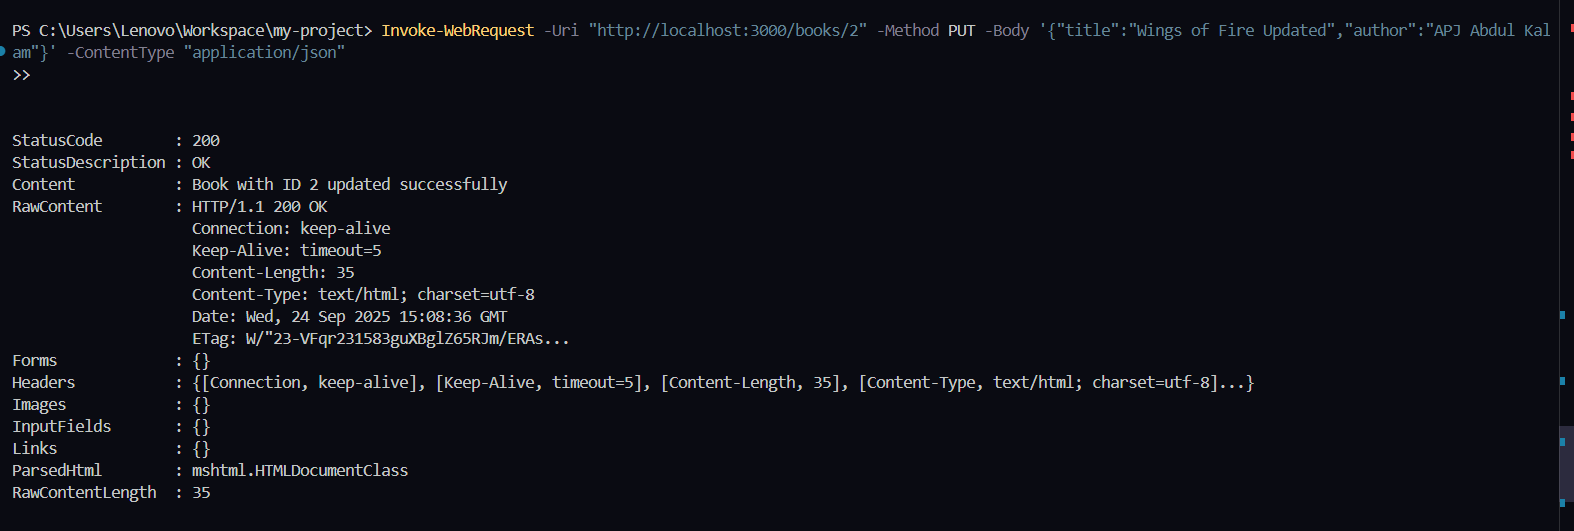 PS C:\Users\Lenovo\Workspace\my-project> Invoke-WebRequest -Uri "http://localhost:3000/books/2" -Method PUT -Body '{"title":"Wings of Fire Updated","author":"APJ Abdul Kal
am"}' -ContentType "application/json"
>>
StatusCode        : 200
StatusDescription : OK
Content           : Book with ID 2 updated successfully
RawContent        : HTTP/1.1 200 OK
                    Connection: keep-alive
                    Keep-Alive: timeout=5
                    Content-Length: 35
                    Content-Type: text/html; charset=utf-8
                    Date: Wed, 24 Sep 2025 15:08:36 GMT
                    ETag: W/"23-VFqr231583guXBglZ65RJm/ERAs...
Forms             : {}
Headers           : {[Connection, keep-alive], [Keep-Alive, timeout=5], [Content-Length, 35], [Content-Type, text/html; charset=utf-8]...}
Images            : {}
InputFields       : {}
Links             : {}
ParsedHtml        : mshtml.HTMLDocumentClass
RawContentLength  : 35